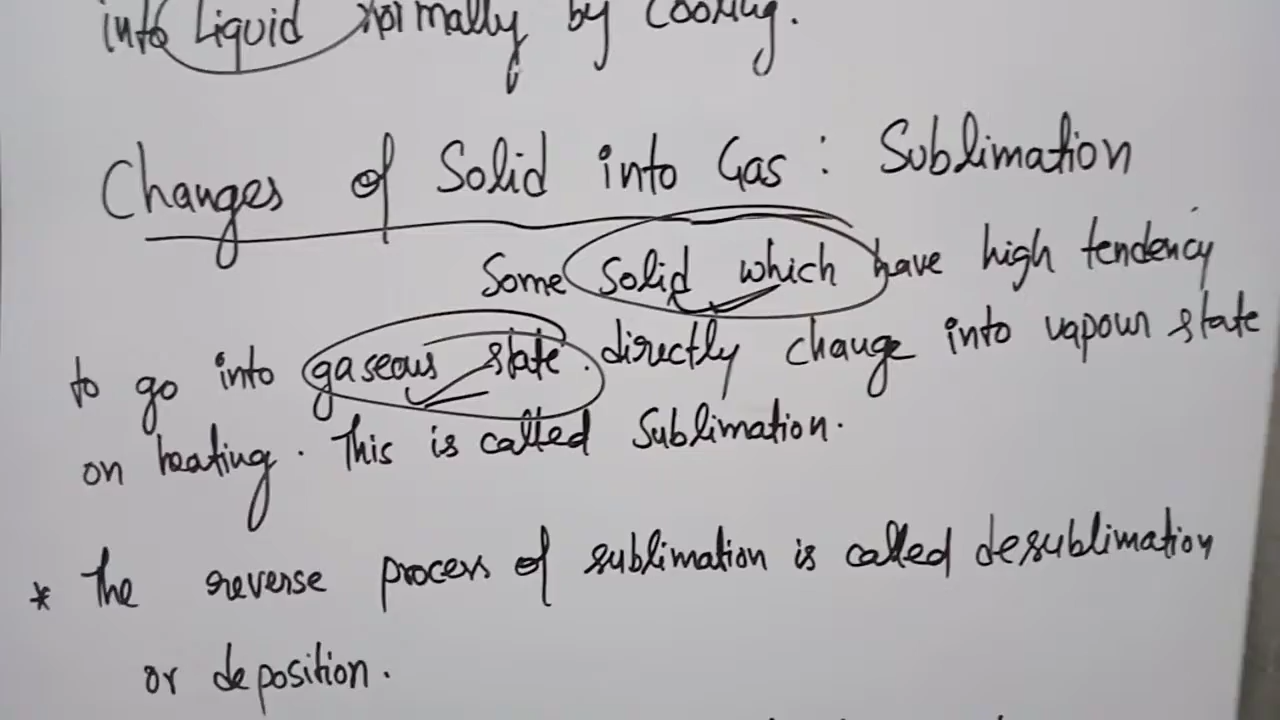 into Liquid normally by cooling.
Changes of Solid into Gas : Sublimation
Some solid which have high tendency
to go into gaseous state. directly change into vapour state
on heating. This is called Sublimation.
* The reverse process of sublimation is called desublimation
or deposition.